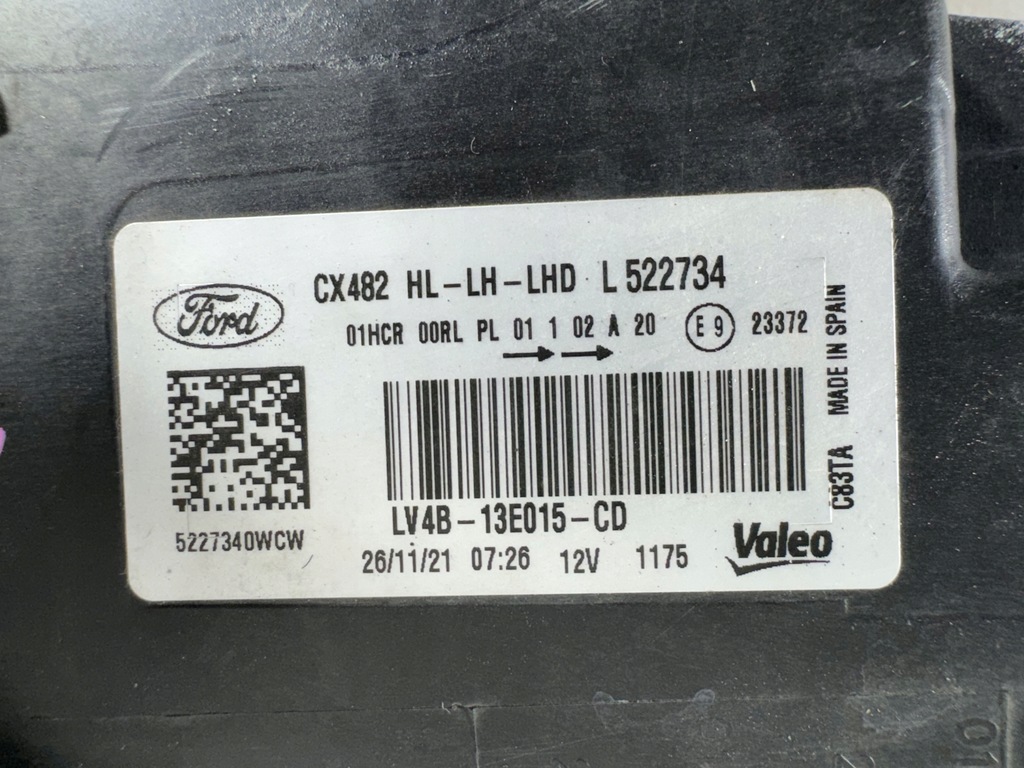 CX482 HL-LH-LHD L 522734
Ford
01HCR 00RL PL 01 1 02 A 20 E 9 23372
MADE IN SPAIN
C83TA
LV4B-13E015-CD
5227340WCW
26/11/21 07:26 12V 1175
Valeo
10